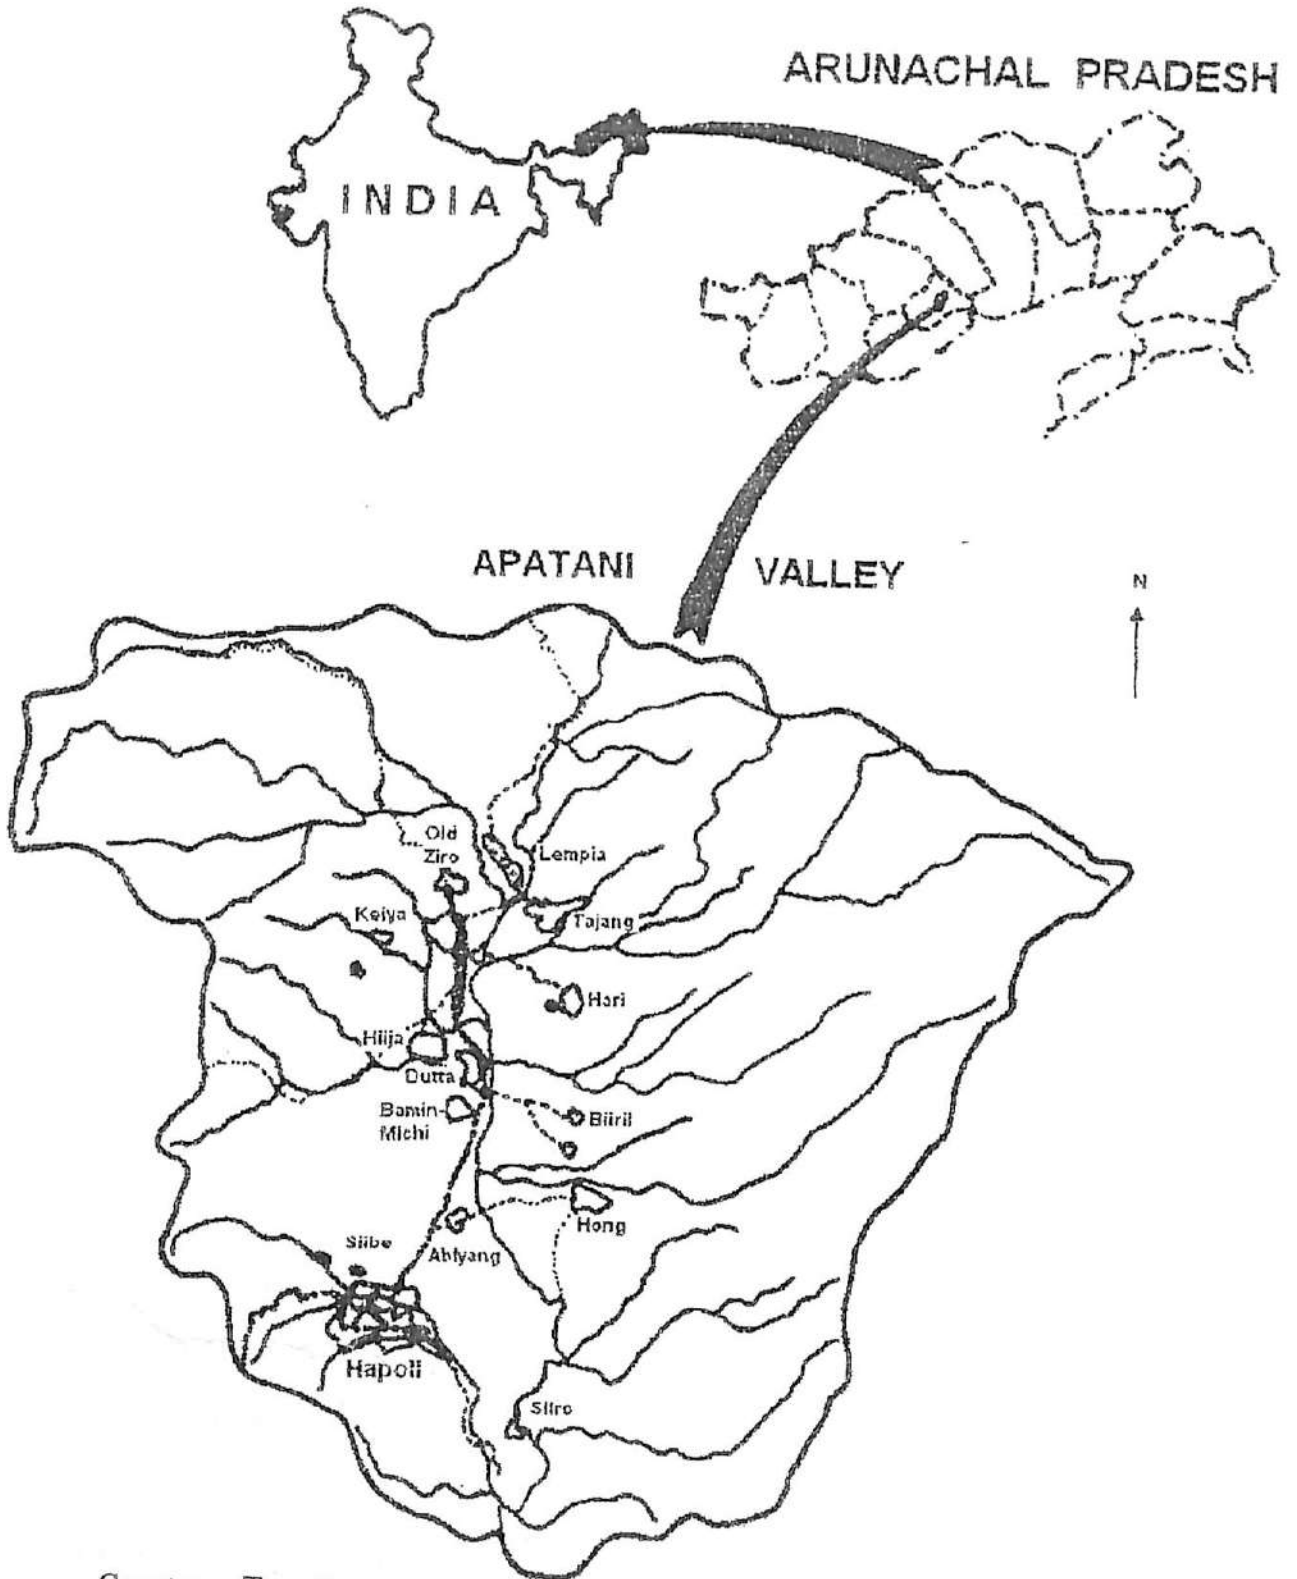 ARUNACHAL PRADESH
INDIA
APATANI VALLEY
N
Old
Ziro
Lempia
Keiya
Tajang
Hari
Hiija
Dutta
Bamin-
Michi
Biiril
Hong
Abiyang
Siibe
Hapoli
Siiro